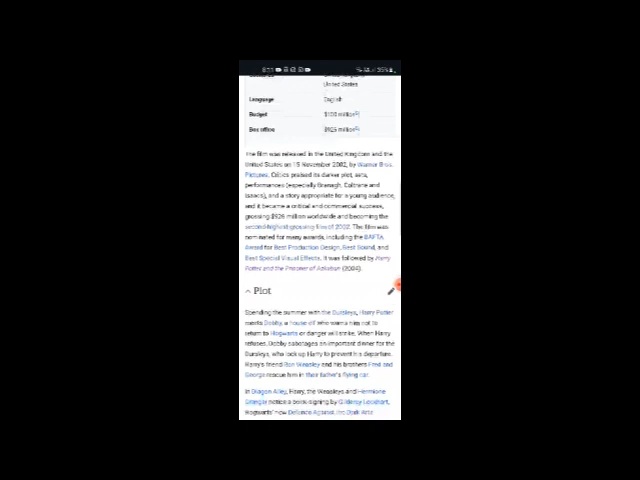 United States
Language English
Budget $100 million
Box office $926 million
The film was released in the United Kingdom and the
United States on 15 November 2002, by Warner Bros.
Pictures. Critics praised its darker plot, sets,
performances (especially Branagh, Coltrane and
Isaacs), and a story appropriate for a young audience,
and it became a critical and commercial success,
grossing $926 million worldwide and becoming the
second-highest grossing film of 2002. The film was
nominated for many awards, including the BAFTA
Award for Best Production Design, Best Sound, and
Best Special Visual Effects. It was followed by Harry
Potter and the Prisoner of Azkaban (2004).
Plot
Spending the summer with the Dursleys, Harry Potter
meets Dobby, a house-elf who warns him not to
return to Hogwarts or danger will strike. When Harry
refuses, Dobby sabotages an important dinner for the
Dursleys, who lock up Harry to prevent his departure.
Harry's friend Ron Weasley and his brothers Fred and
George rescue him in their father's flying car.
In Diagon Alley, Harry, the Weasleys and Hermione
Granger notice a book-signing by Gilderoy Lockhart,
Hogwarts' new Defence Against the Dark Arts